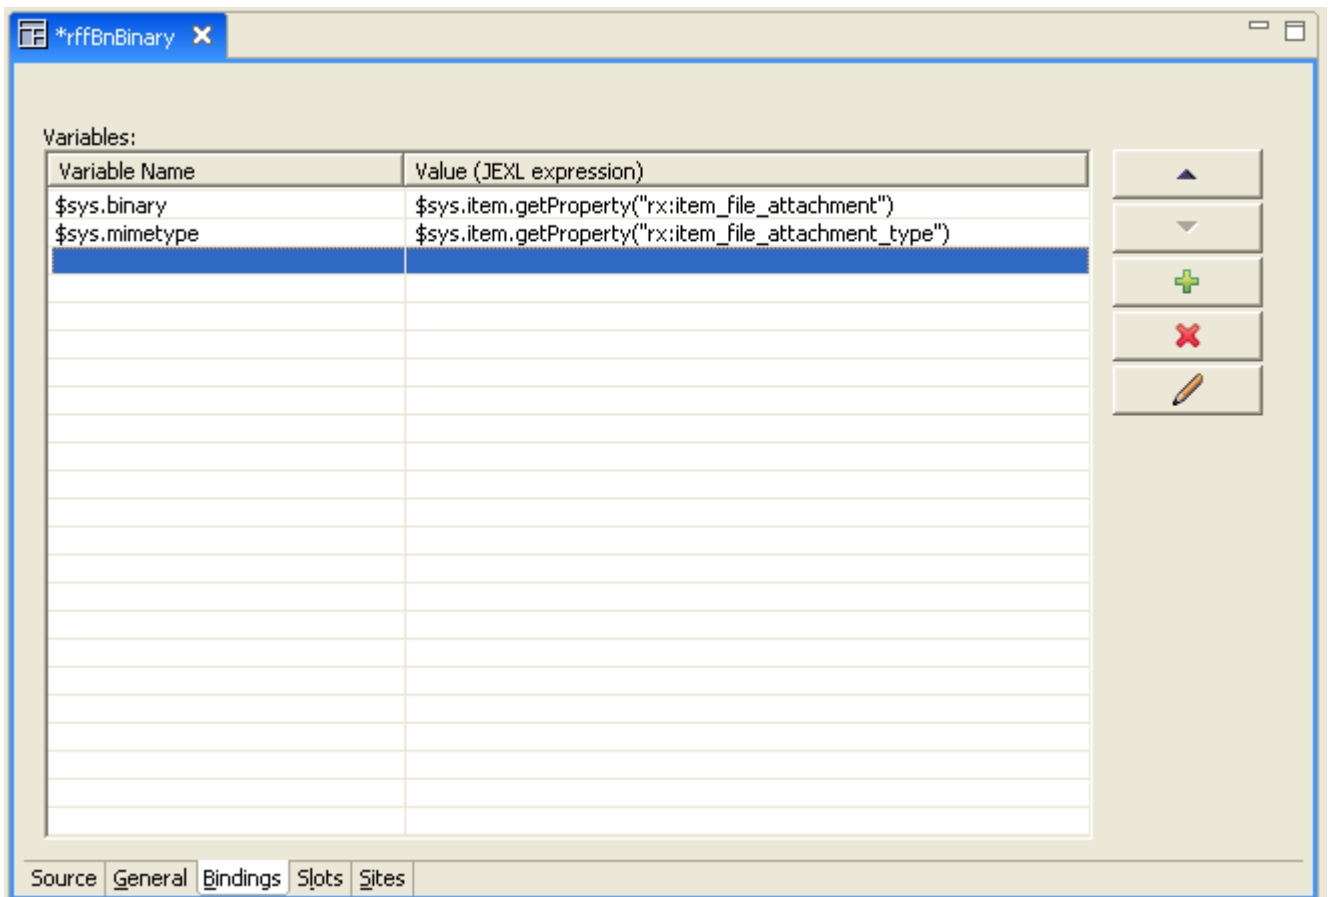 *rffBnBinary
Variables:
Variable Name Value (JEXL expression)
$sys.binary $sys.item.getProperty("rx:item_file_attachment")
$sys.mimetype $sys.item.getProperty("rx:item_file_attachment_type")
Source General Bindings Slots Sites